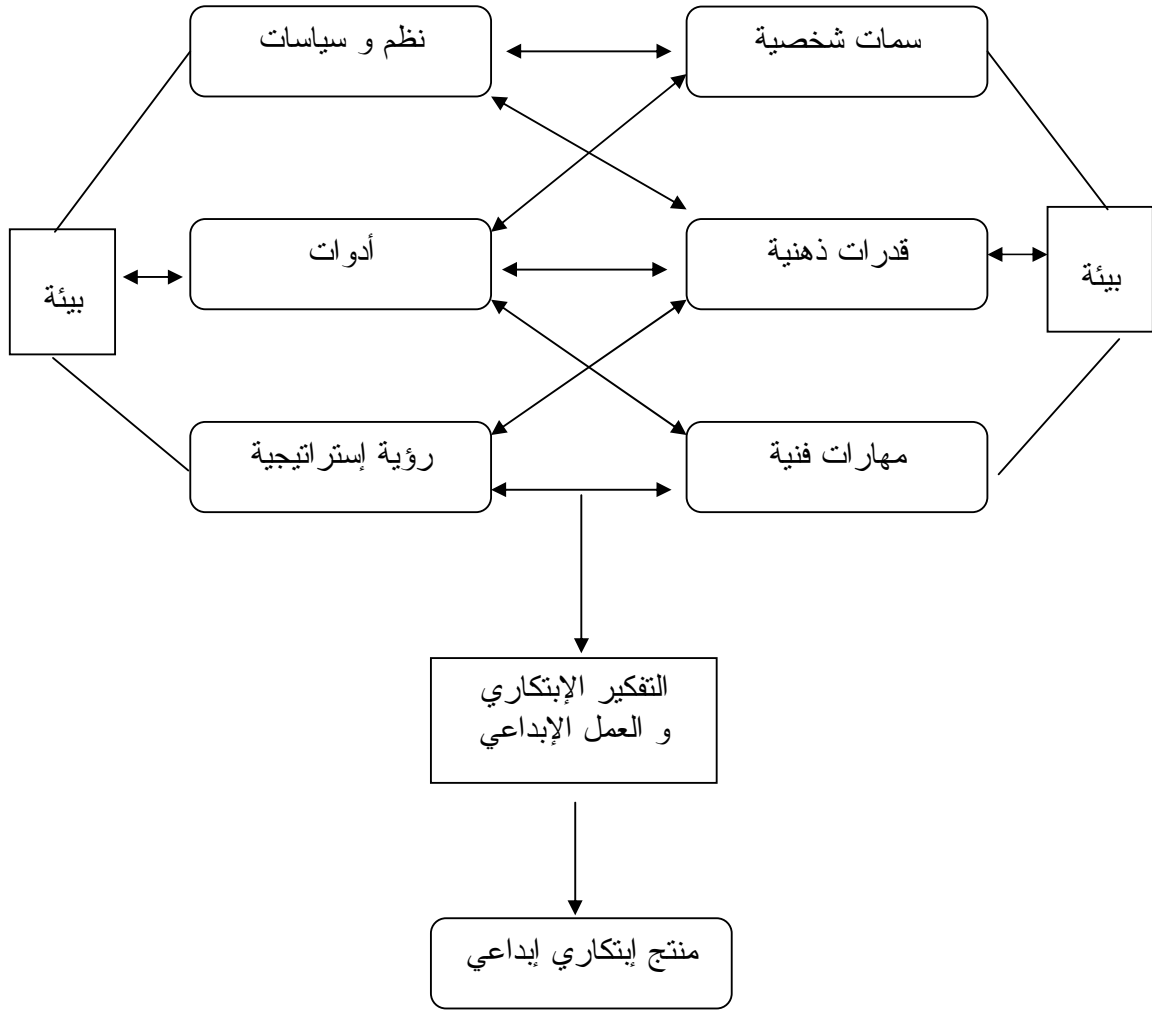 سمات شخصية
نظم و سياسات
بيئة
قدرات ذهنية
أدوات
بيئة
مهارات فنية
رؤية إستراتيجية
التفكير الإبتكاري
و العمل الإبداعي
منتج إبتكاري إبداعي